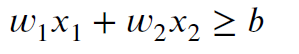 w₁x₁ + w₂x₂ ≥ b